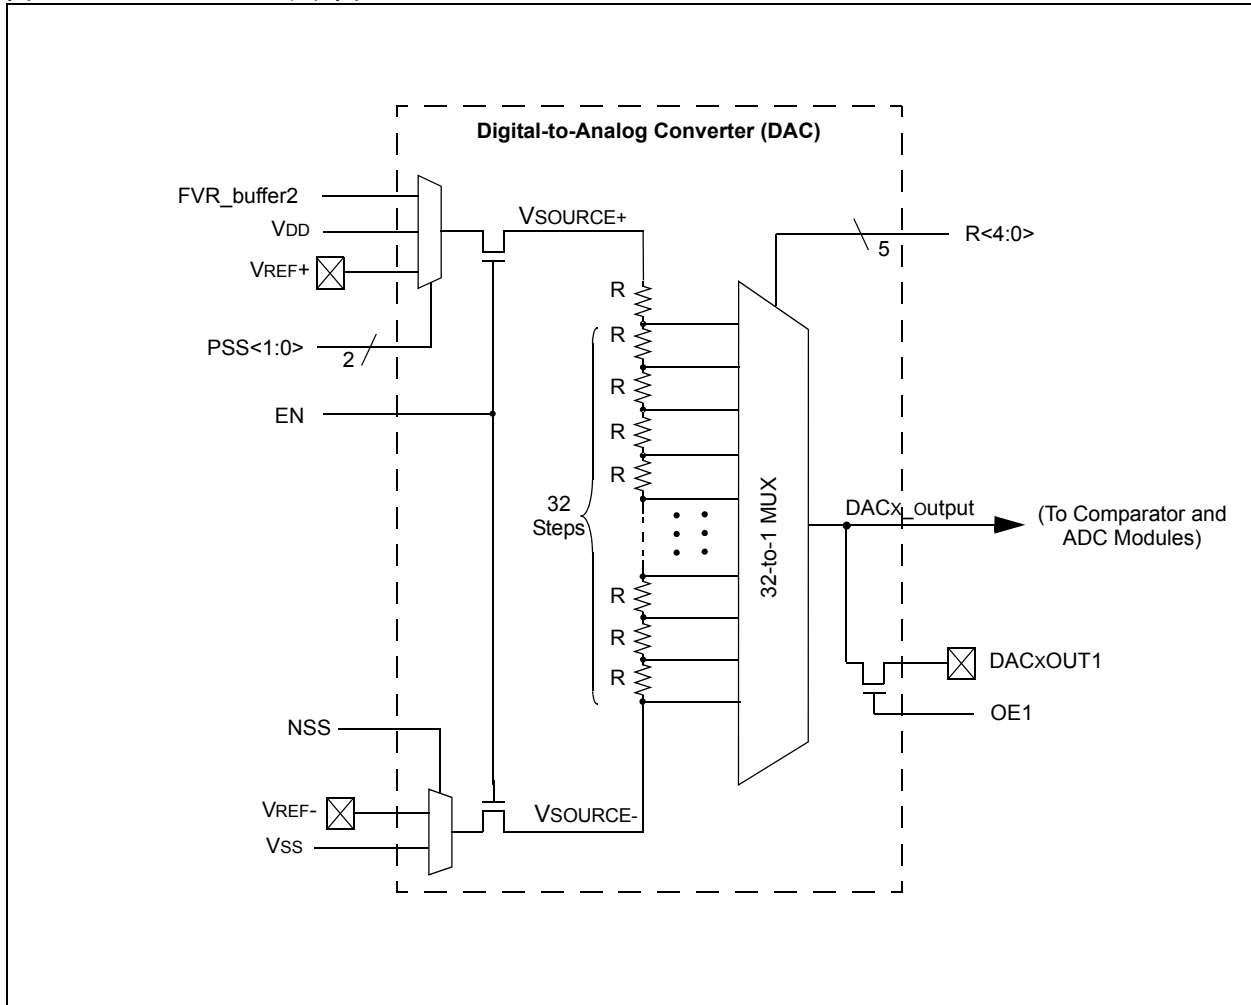 Digital-to-Analog Converter (DAC)
FVR_buffer2
VDD
VREF+
PSS<1:0>
2
EN
VSOURCE+
R<4:0>
5
R
R
R
R
R
32
Steps
R
R
R
32-to-1 MUX
DACX_OUTPUT
(To Comparator and
ADC Modules)
DACXOUT1
OE1
NSS
VREF-
VSS
VSOURCE-